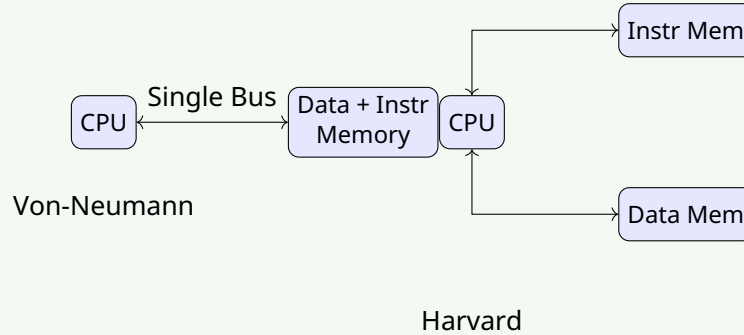 Instr Mem
Single Bus
CPU
Data + Instr
Memory
CPU
Von-Neumann
Data Mem
Harvard